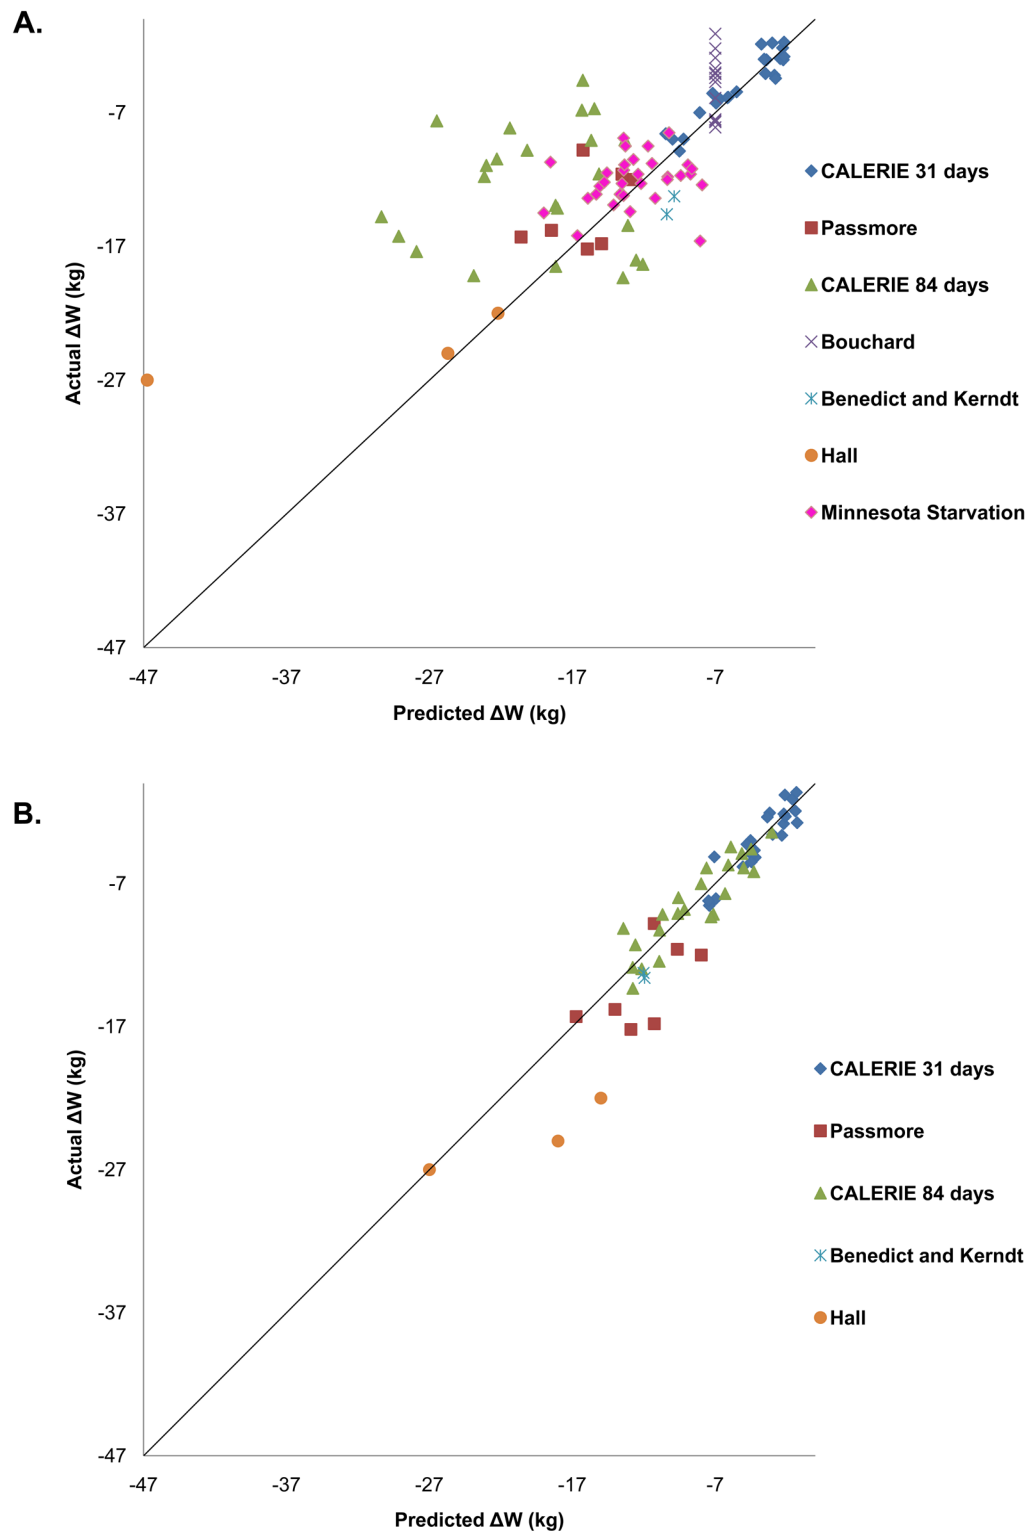 A.
-7
-17
-27
-37
-47
Actual ΔW (kg)
-47 -37 -27 -17 -7
Predicted ΔW (kg)
CALERIE 31 days
Passmore
CALERIE 84 days
Bouchard
Benedict and Kerndt
Hall
Minnesota Starvation
B.
-7
-17
-27
-37
-47
Actual ΔW (kg)
-47 -37 -27 -17 -7
Predicted ΔW (kg)
CALERIE 31 days
Passmore
CALERIE 84 days
Benedict and Kerndt
Hall